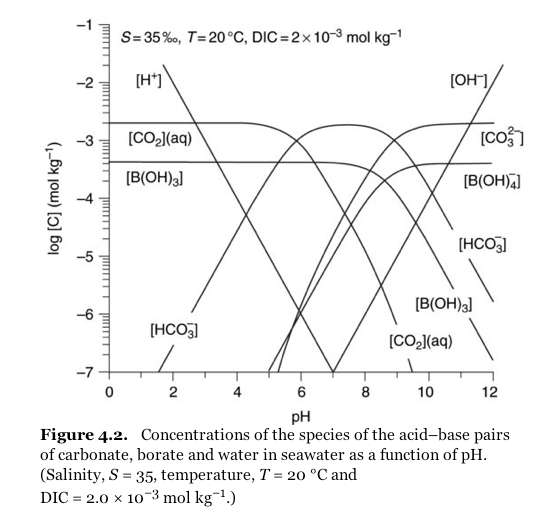 S=35‰, T=20°C, DIC=2×10⁻³ mol kg⁻¹
−1
−2
−3
−4
−5
−6
−7
log [C] (mol kg⁻¹)
[H⁺]
[OH⁻]
[CO₂](aq)
[CO₃²⁻]
[B(OH)₃]
[B(OH)₄⁻]
[HCO₃⁻]
[B(OH)₃]
[HCO₃⁻]
[CO₂](aq)
0 2 4 6 8 10 12
pH
Figure 4.2. Concentrations of the species of the acid–base pairs
of carbonate, borate and water in seawater as a function of pH.
(Salinity, S = 35, temperature, T = 20 °C and
DIC = 2.0 × 10⁻³ mol kg⁻¹.)